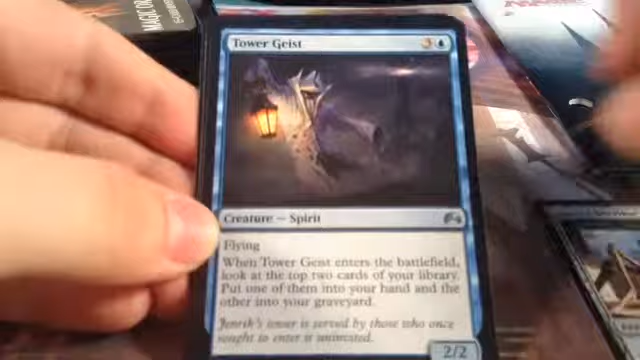 MAGIC
Tower Geist
3
Creature — Spirit
Flying
When Tower Geist enters the battlefield,
look at the top two cards of your library.
Put one of them into your hand and the
other into your graveyard.
Jenrik's tower is served by those who once
sought to enter it uninvited.
2/2